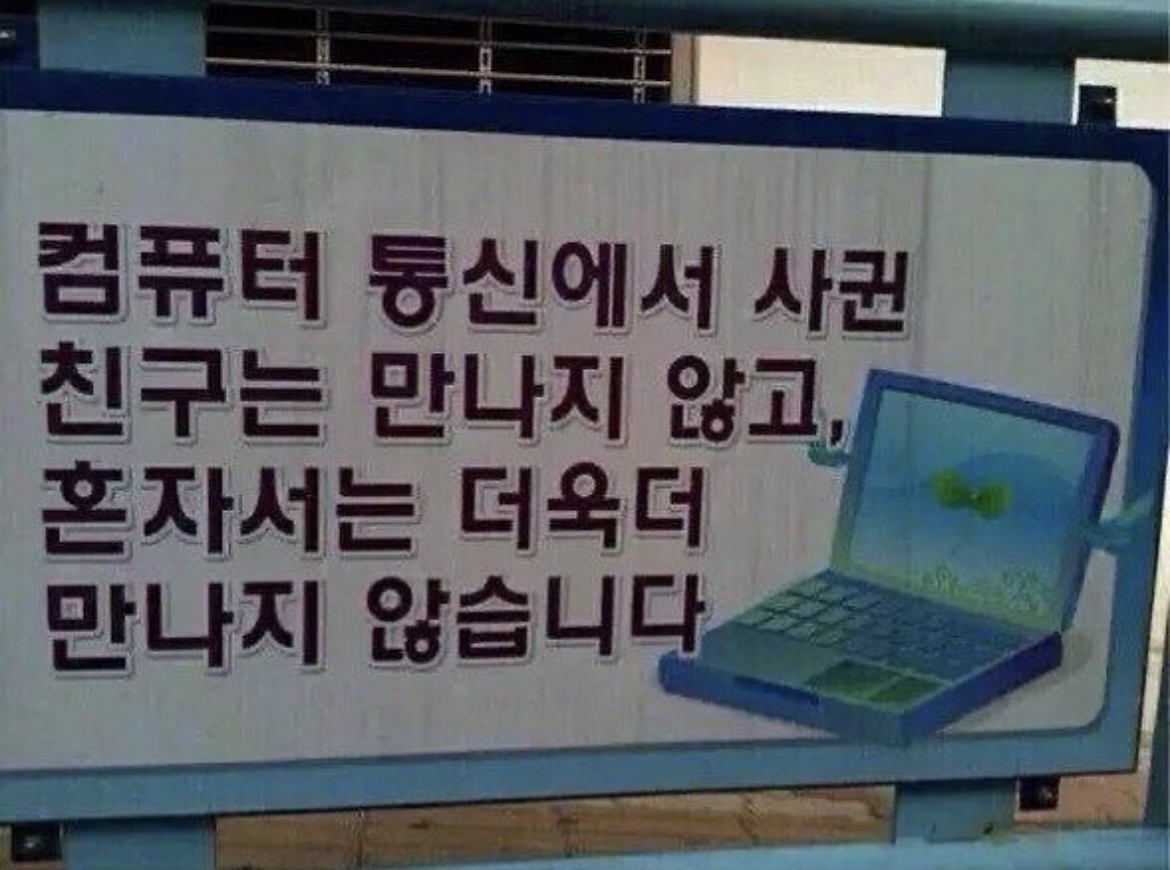 컴퓨터 통신에서 사귄
친구는 만나지 않고,
혼자서는 더욱더
만나지 않습니다